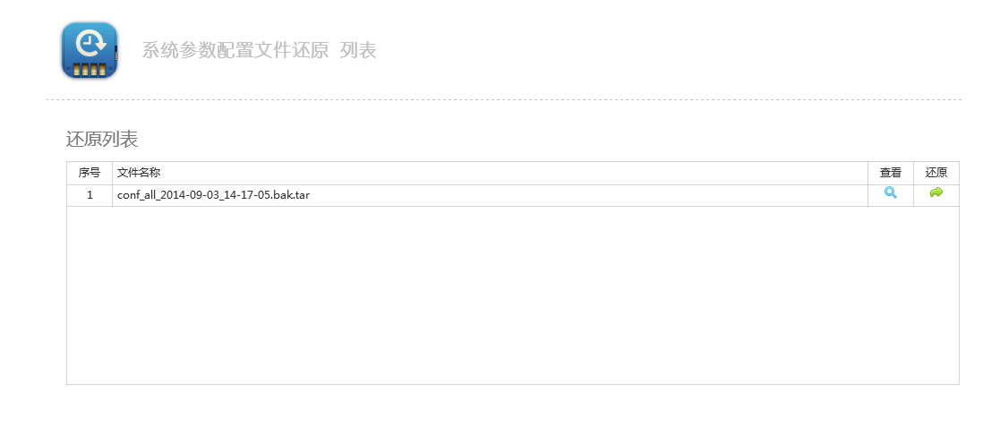 系统参数配置文件还原 列表
还原列表
序号 文件名称 查看 还原
1 conf_all_2014-09-03_14-17-05.bak.tar